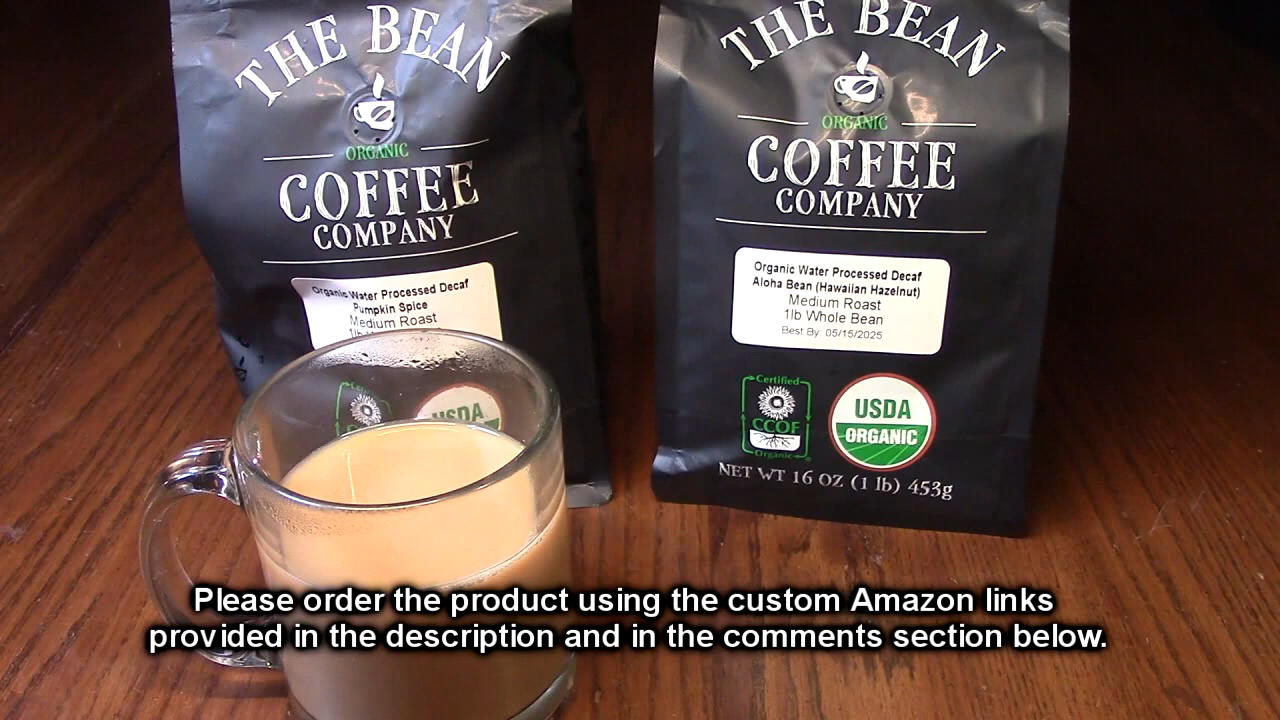 THE BEAN
ORGANIC
COFFEE
COMPANY
Organic Water Processed Decaf
Pumpkin Spice
Medium Roast
USDA
THE BEAN
ORGANIC
COFFEE
COMPANY
Organic Water Processed Decaf
Aloha Bean (Hawaiian Hazelnut)
Medium Roast
1lb Whole Bean
Best By: 05/15/2025
Certified
CCOF
Organic
USDA
ORGANIC
NET WT 16 OZ (1 lb) 453g
Please order the product using the custom Amazon links
provided in the description and in the comments section below.